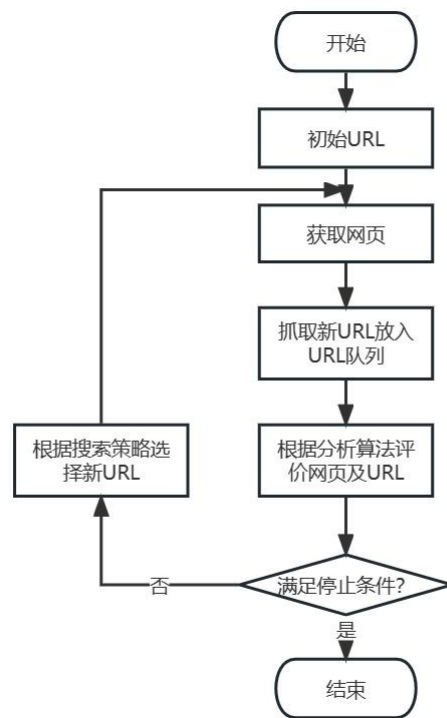 开始
初始URL
获取网页
抓取新URL放入
URL队列
根据搜索策略选
择新URL
根据分析算法评
价网页及URL
满足停止条件?
否
是
结束